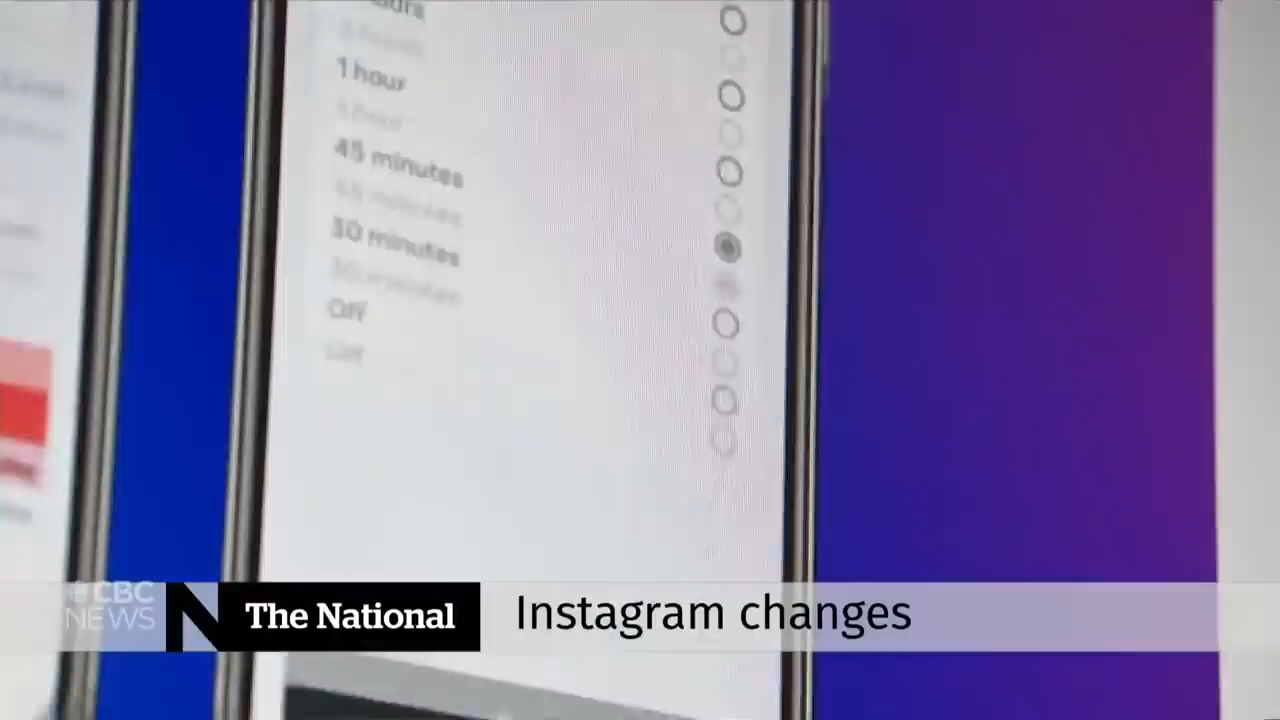 1 hour
45 minutes
30 minutes
Off
CBC
NEWS
The National
Instagram changes